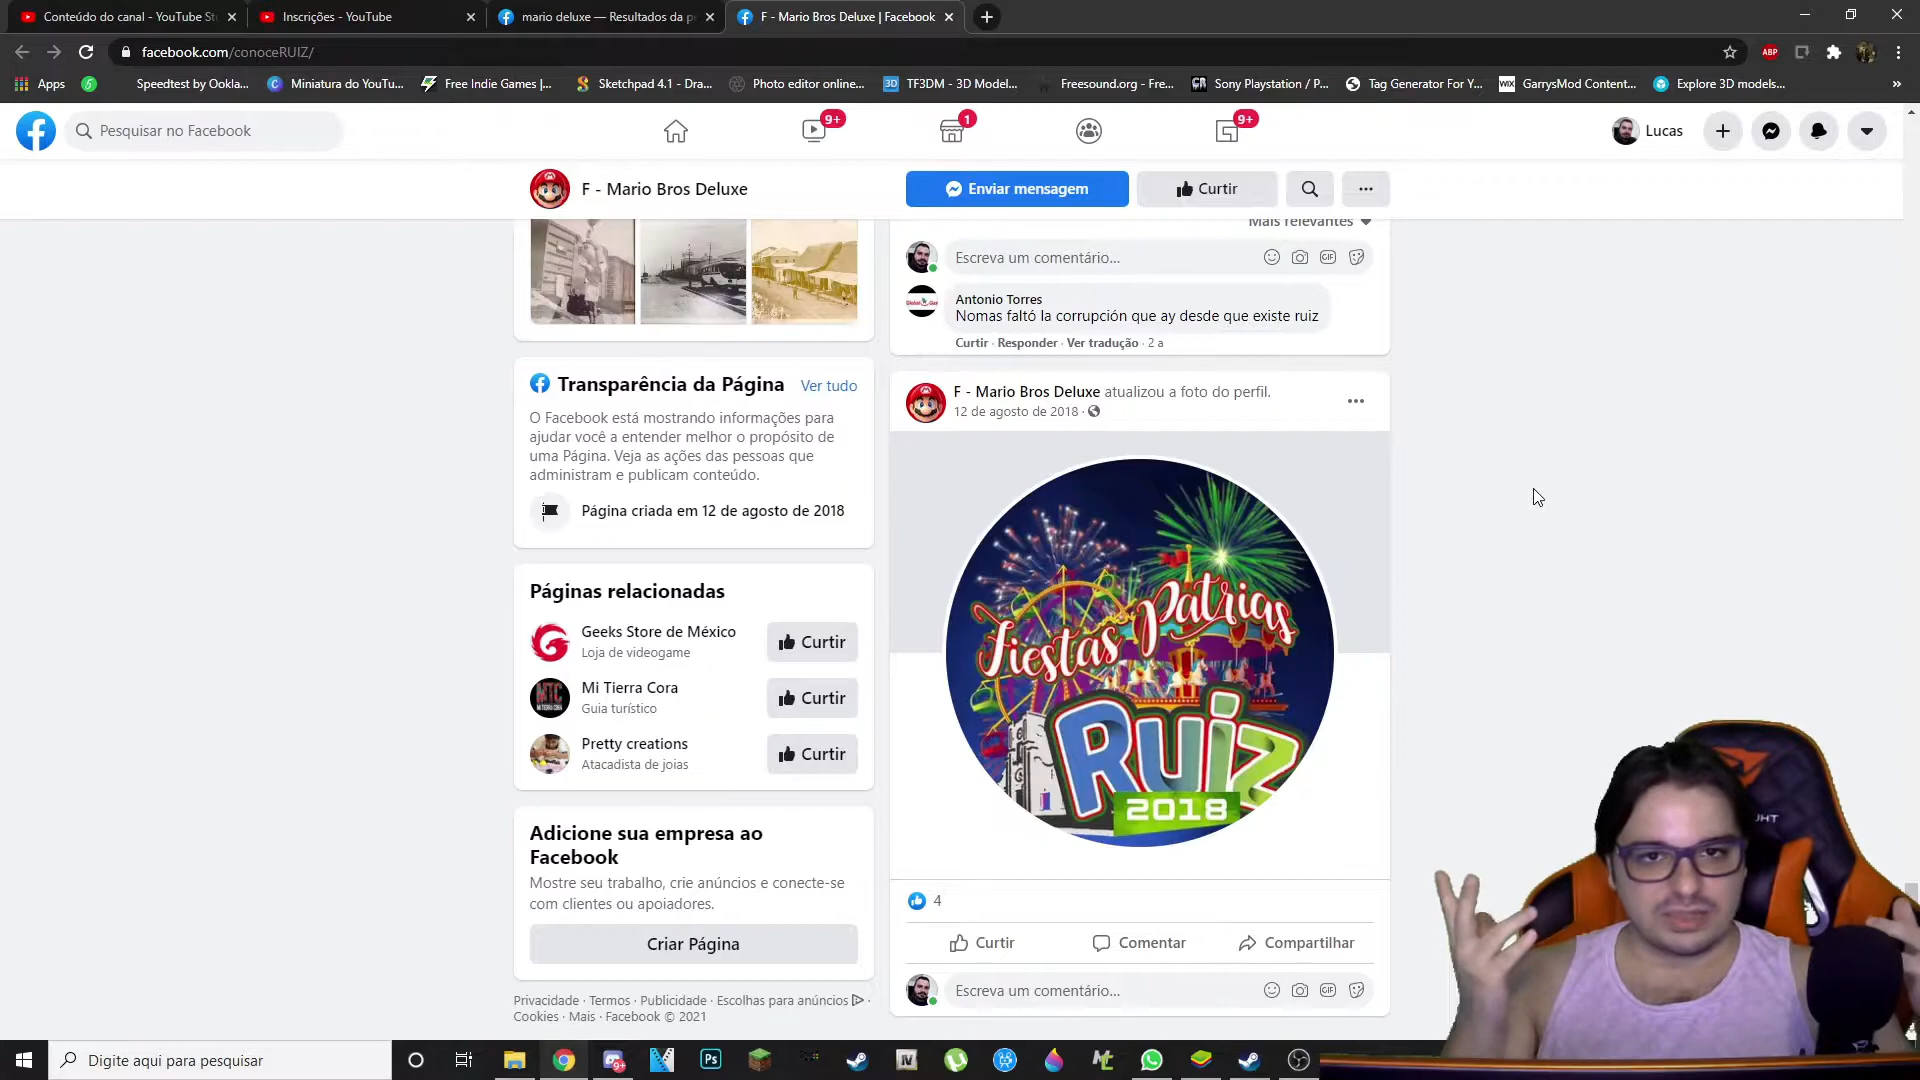 Conteúdo do canal - YouTube St
Inscrições - YouTube
mario deluxe — Resultados da p
F - Mario Bros Deluxe | Facebook
facebook.com/conoceRUIZ/
ABP
Apps
Speedtest by Ookla...
Miniatura do YouTu...
Free Indie Games |...
Sketchpad 4.1 - Dra...
Photo editor online...
TF3DM - 3D Model...
Freesound.org - Fre...
Sony Playstation / P...
Tag Generator For Y...
GarrysMod Content...
Explore 3D models...
»
Pesquisar no Facebook
9+
1
9+
Lucas
F - Mario Bros Deluxe
Enviar mensagem
Curtir
Mais relevantes
Escreva um comentário...
GIF
Antonio Torres
Nomas faltó la corrupción que ay desde que existe ruiz
Curtir · Responder · Ver tradução · 2 a
Transparência da Página
Ver tudo
O Facebook está mostrando informações para
ajudar você a entender melhor o propósito de
uma Página. Veja as ações das pessoas que
administram e publicam conteúdo.
Página criada em 12 de agosto de 2018
Páginas relacionadas
Geeks Store de México
Loja de videogame
Curtir
Mi Tierra Cora
Guia turístico
Curtir
Pretty creations
Atacadista de joias
Curtir
Adicione sua empresa ao
Facebook
Mostre seu trabalho, crie anúncios e conecte-se
com clientes ou apoiadores.
Criar Página
Privacidade · Termos · Publicidade · Escolhas para anúncios ·
Cookies · Mais · Facebook © 2021
F - Mario Bros Deluxe atualizou a foto do perfil.
12 de agosto de 2018 ·
Fiestas Patrias
Ruiz
2018
4
Curtir
Comentar
Compartilhar
Escreva um comentário...
GIF
Digite aqui para pesquisar
9+
Ps
IV